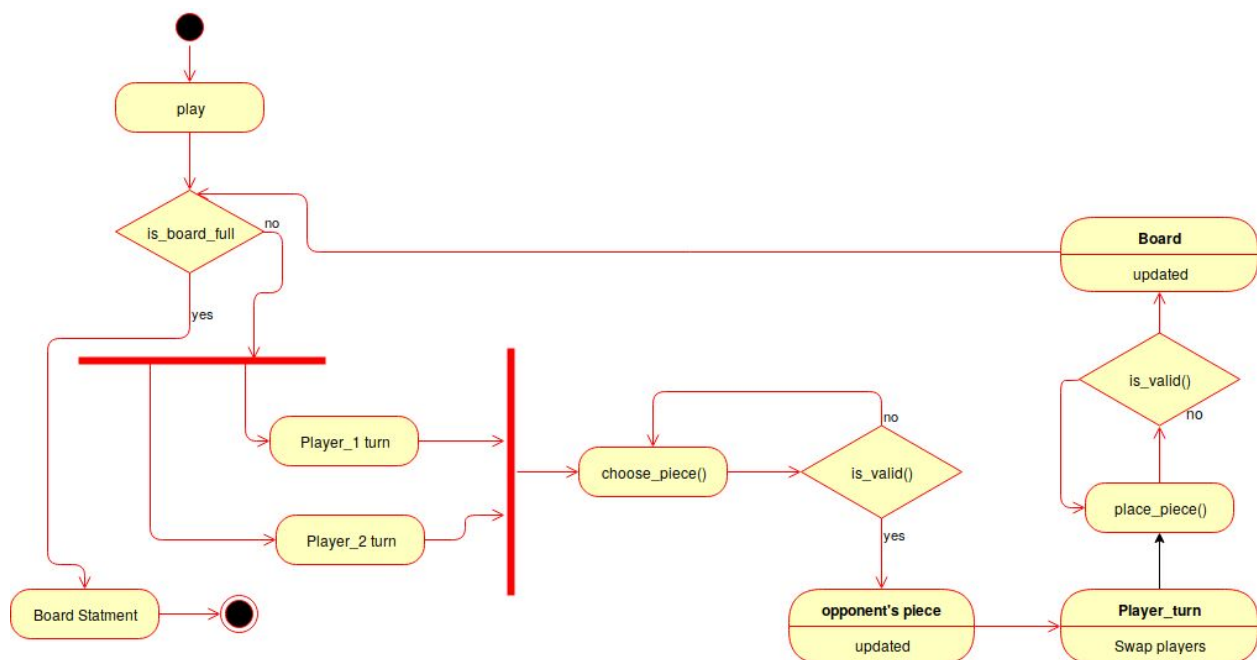 play
is_board_full
no
yes
Player_1 turn
Player_2 turn
Board Statment
choose_piece()
no
is_valid()
yes
opponent's piece
updated
Player_turn
Swap players
place_piece()
no
is_valid()
Board
updated